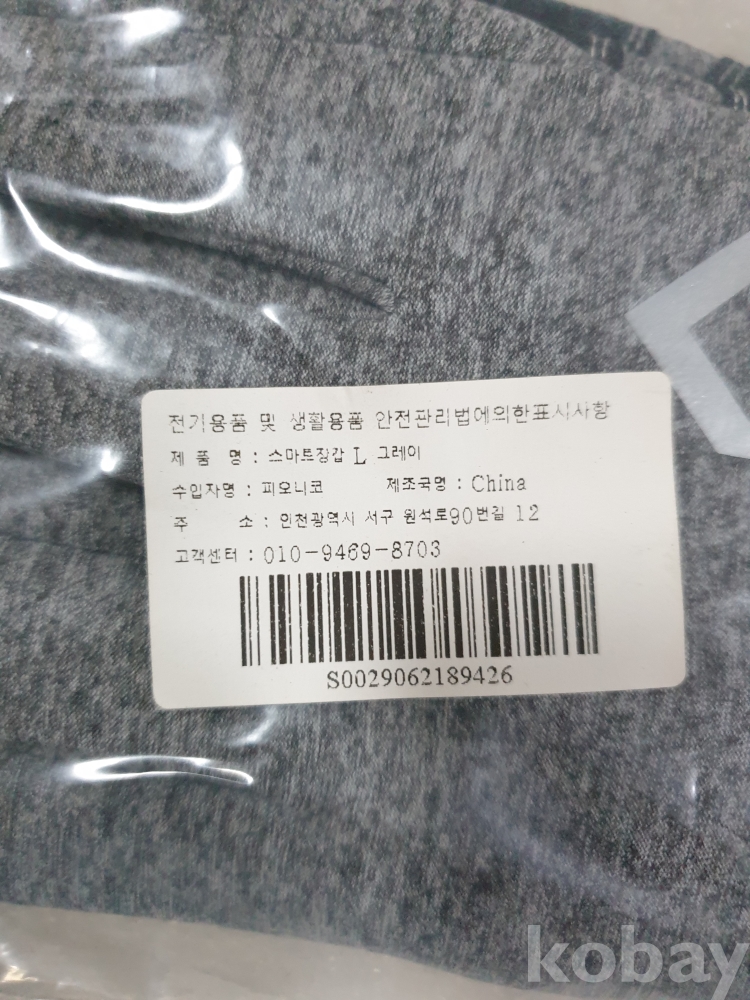 전기용품 및 생활용품 안전관리법에의한표시사항
제 품 명 : 스마트장갑 L 그레이
수입자명 : 피오니코 제조국명 : China
주 소 : 인천광역시 서구 원석로90번길 12
고객센터 : 010-9469-8703
S0029062189426
kobay